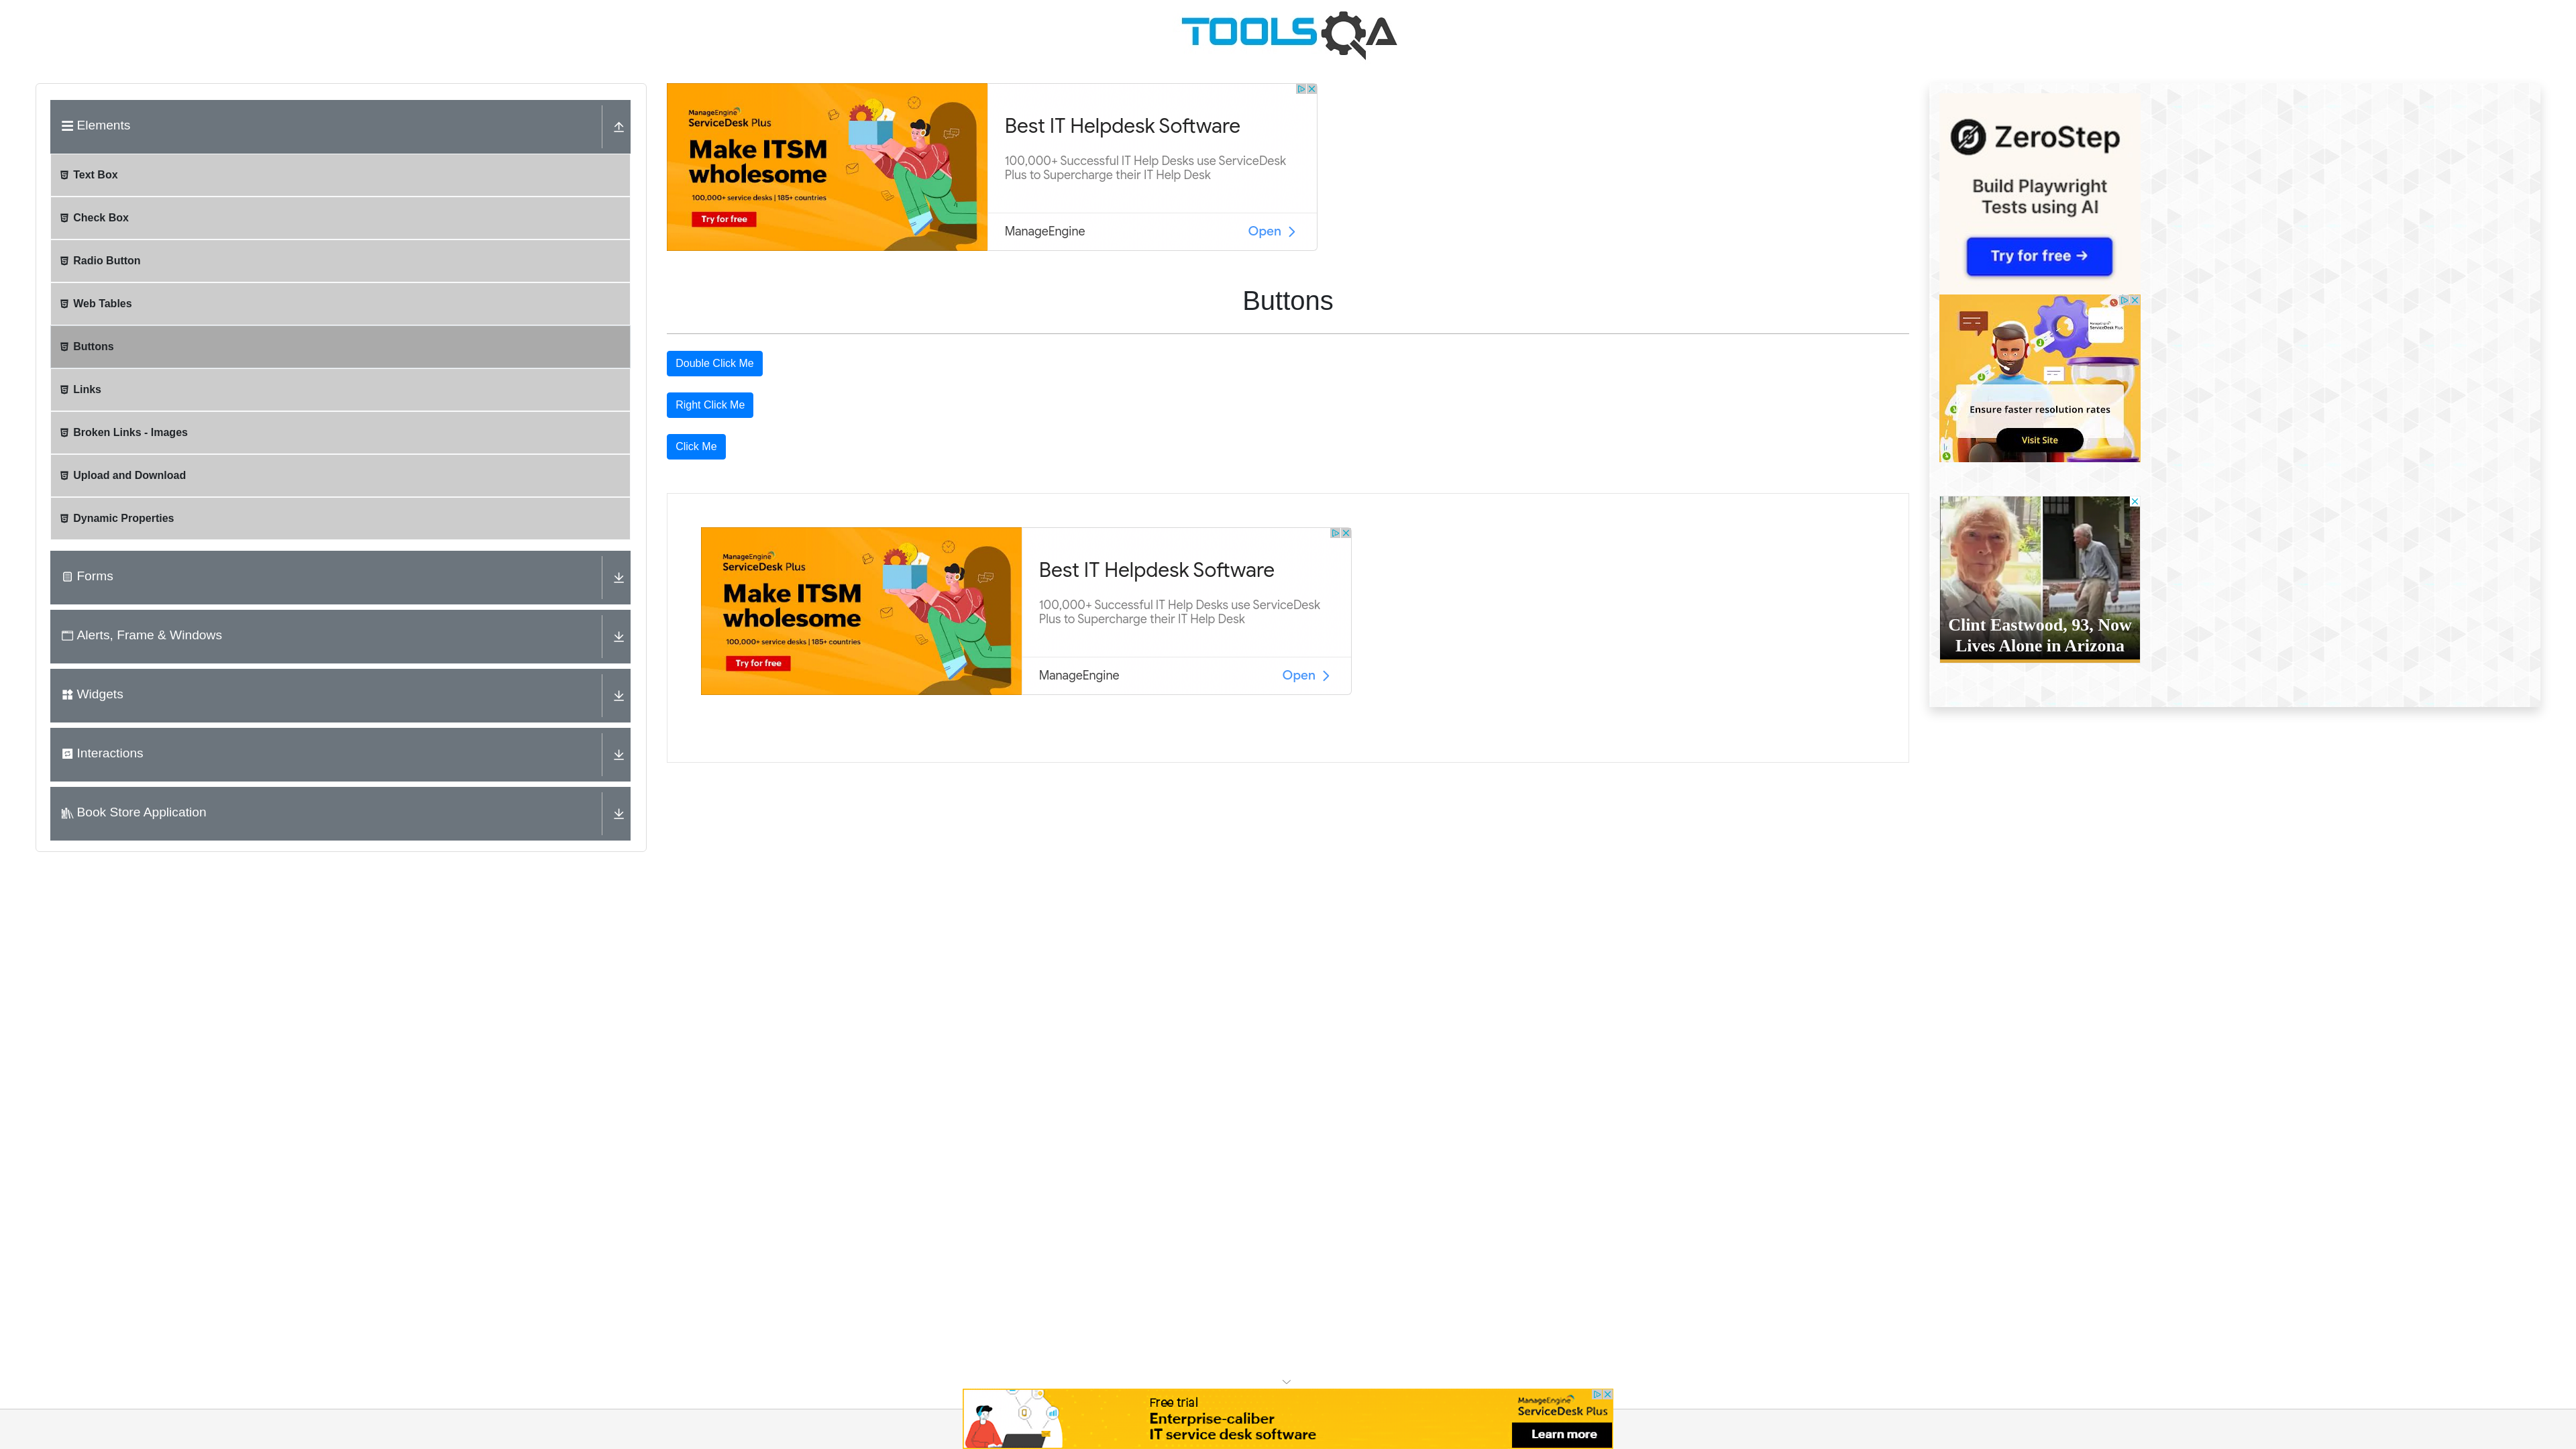 TOOLSQA
Elements
Text Box
Check Box
Radio Button
Web Tables
Buttons
Links
Broken Links - Images
Upload and Download
Dynamic Properties
Forms
Alerts, Frame & Windows
Widgets
Interactions
Book Store Application
ManageEngine
ServiceDesk Plus
Make ITSM
wholesome
100,000+ service desks | 185+ countries
Try for free
Best IT Helpdesk Software
100,000+ Successful IT Help Desks use ServiceDesk
Plus to Supercharge their IT Help Desk
ManageEngine
Open
Buttons
Double Click Me
Right Click Me
Click Me
ManageEngine
ServiceDesk Plus
Make ITSM
wholesome
100,000+ service desks | 185+ countries
Try for free
Best IT Helpdesk Software
100,000+ Successful IT Help Desks use ServiceDesk
Plus to Supercharge their IT Help Desk
ManageEngine
Open
ZeroStep
Build Playwright
Tests using AI
Try for free →
ServiceDesk Plus
Ensure faster resolution rates
Visit Site
Clint Eastwood, 93, Now
Lives Alone in Arizona
Free trial
Enterprise-caliber
IT service desk software
ManageEngine
ServiceDesk Plus
Learn more